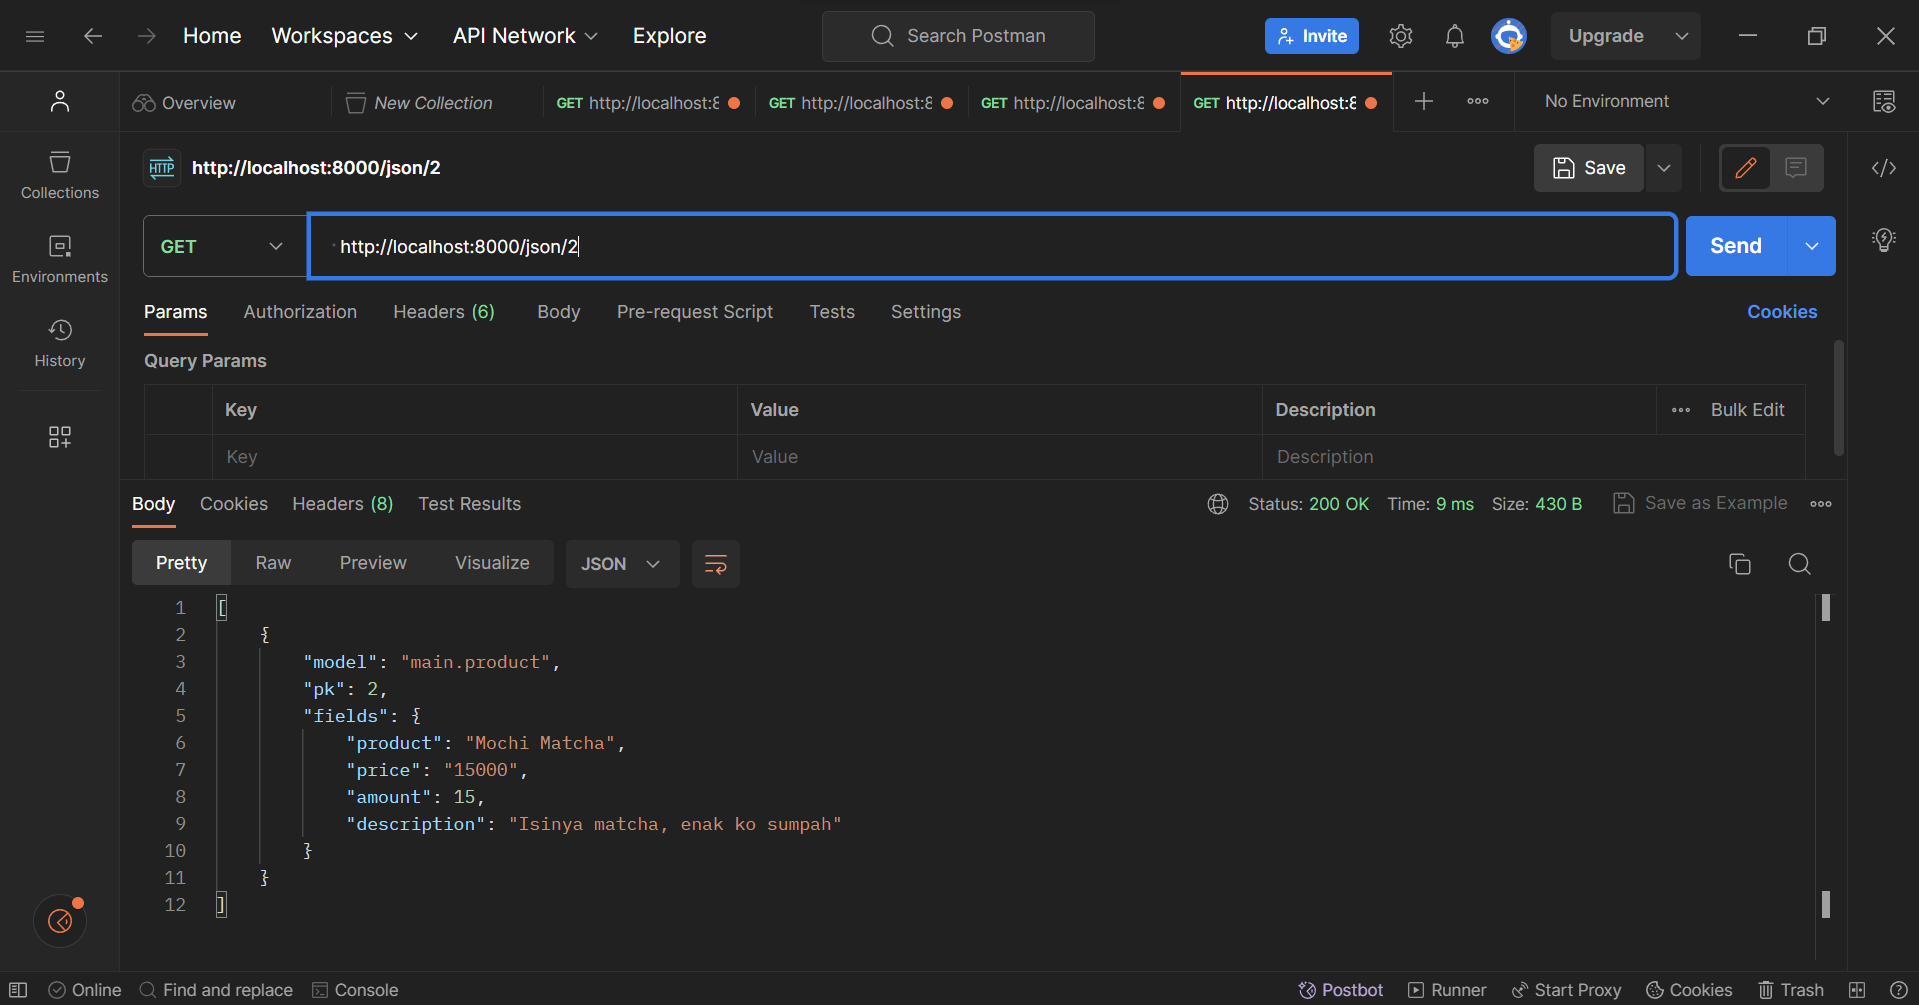 Home Workspaces API Network Explore Search Postman Invite Upgrade
Overview New Collection GET http://localhost:8 GET http://localhost:8 GET http://localhost:8 GET http://localhost:8 No Environment
HTTP http://localhost:8000/json/2 Save
Collections
GET http://localhost:8000/json/2 Send
Environments
Params Authorization Headers (6) Body Pre-request Script Tests Settings Cookies
History
Query Params
Key Value Description Bulk Edit
Key Value Description
Body Cookies Headers (8) Test Results Status: 200 OK Time: 9 ms Size: 430 B Save as Example
Pretty Raw Preview Visualize JSON
1 [
2 {
3 "model": "main.product",
4 "pk": 2,
5 "fields": {
6 "product": "Mochi Matcha",
7 "price": "15000",
8 "amount": 15,
9 "description": "Isinya matcha, enak ko sumpah"
10 }
11 }
12 ]
Online Find and replace Console Postbot Runner Start Proxy Cookies Trash